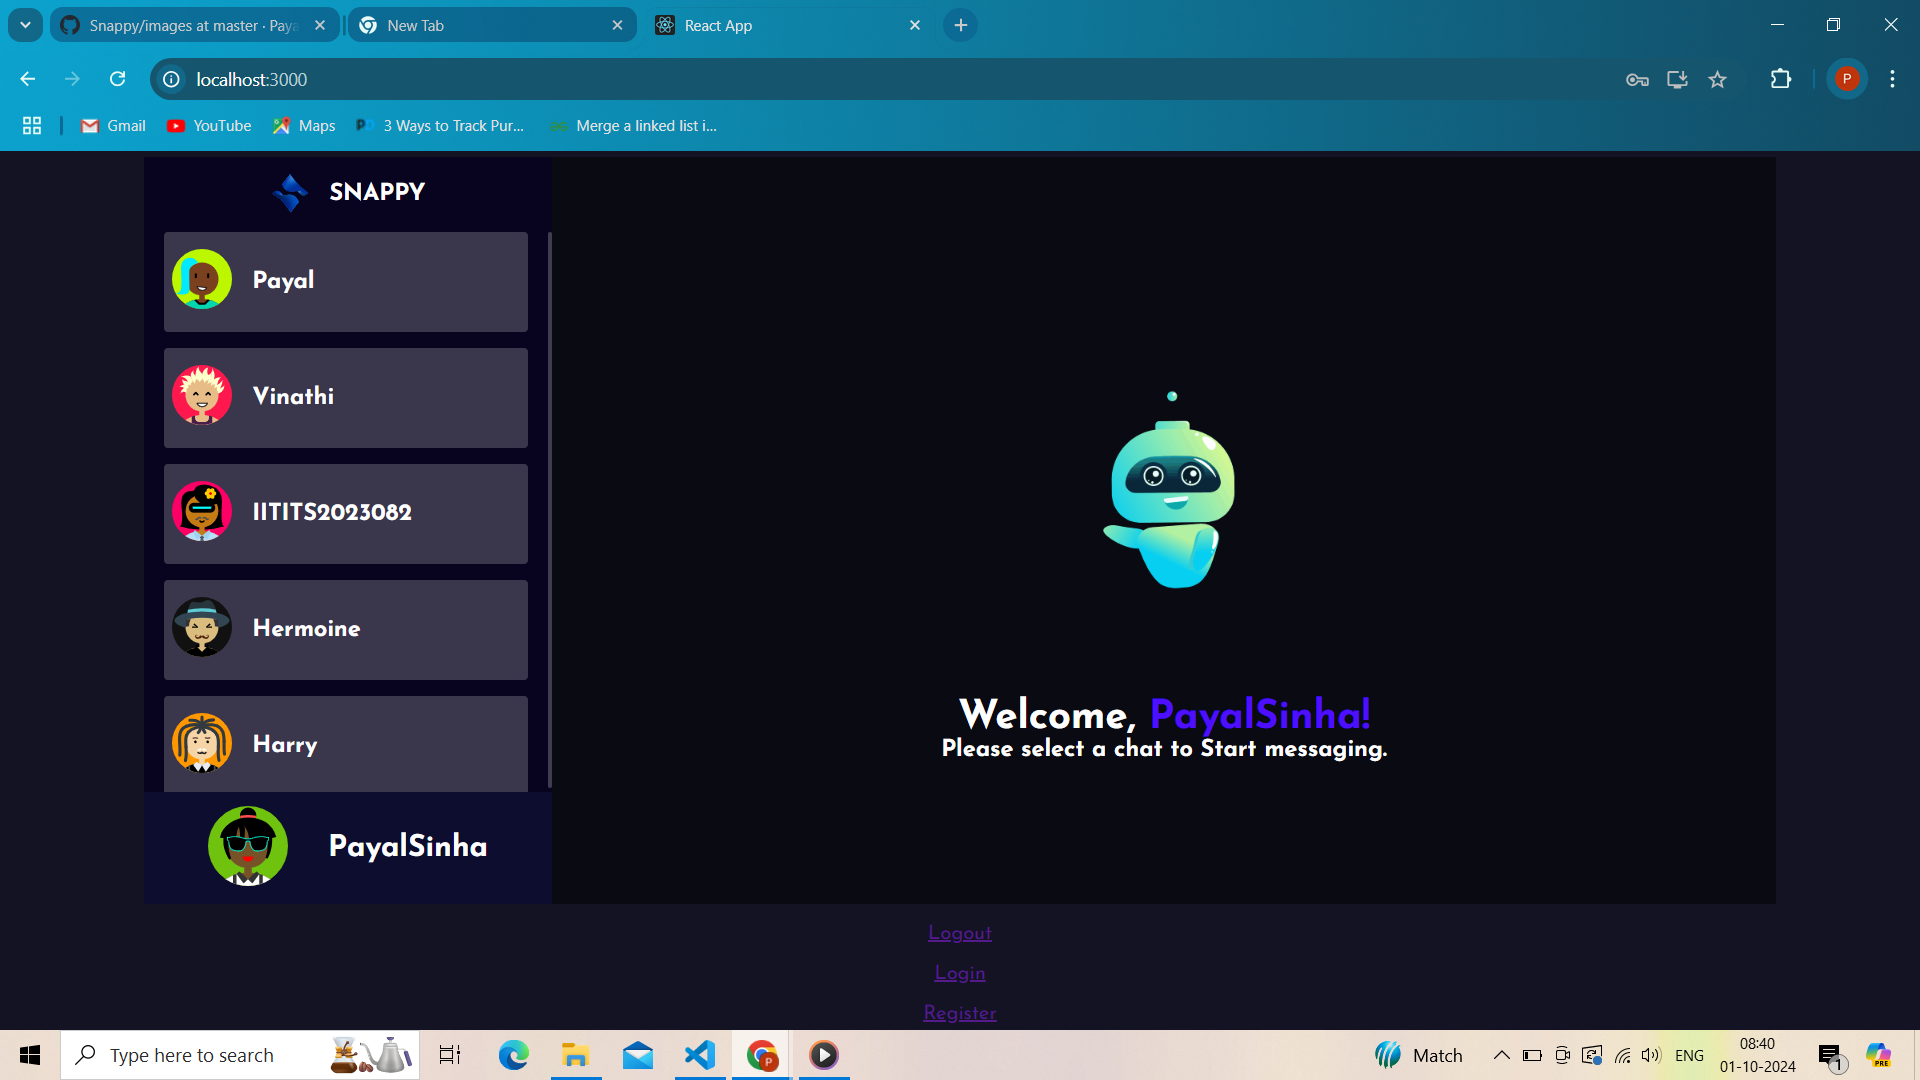 Snappy/images at master · Paya
New Tab
React App
localhost:3000
P
Gmail
YouTube
Maps
3 Ways to Track Pur...
Merge a linked list i...
SNAPPY
Payal
Vinathi
IITITS2023082
Hermoine
Harry
PayalSinha
Welcome, PayalSinha!
Please select a chat to Start messaging.
Logout
Login
Register
Type here to search
P
Match
ENG
08:40
01-10-2024
1
PRE